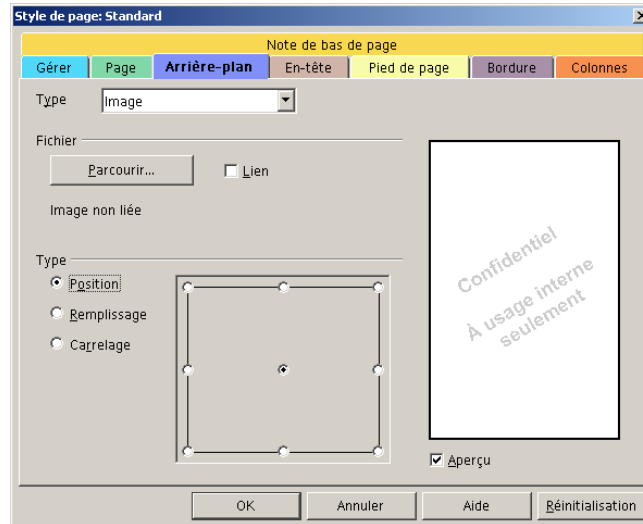 Style de page: Standard
Note de bas de page
Gérer Page Arrière-plan En-tête Pied de page Bordure Colonnes
Type Image
Fichier
Parcourir... Lien
Image non liée
Type
Position
Remplissage
Carrelage
Confidentiel
À usage interne
seulement
Aperçu
OK Annuler Aide Réinitialisation